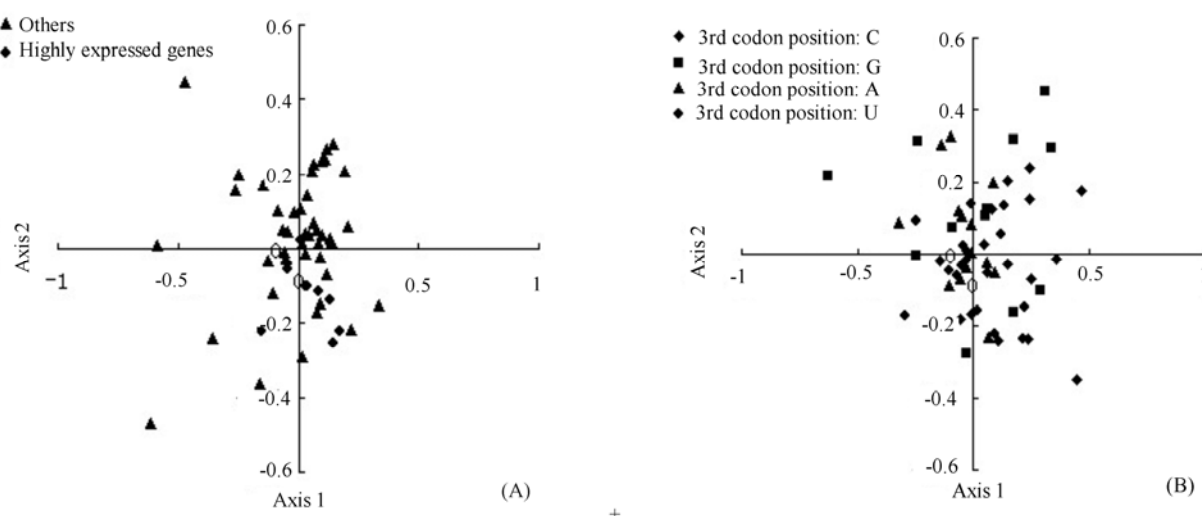 Others
Highly expressed genes
0.6
0.4
0.2
0
0
-0.2
-0.4
-0.6
-1
-0.5
0.5
1
Axis 2
Axis 1
(A)
3rd codon position: C
3rd codon position: G
3rd codon position: A
3rd codon position: U
0.6
0.4
0.2
0
0
-0.2
-0.4
-0.6
-1
-0.5
0.5
Axis 2
Axis 1
(B)